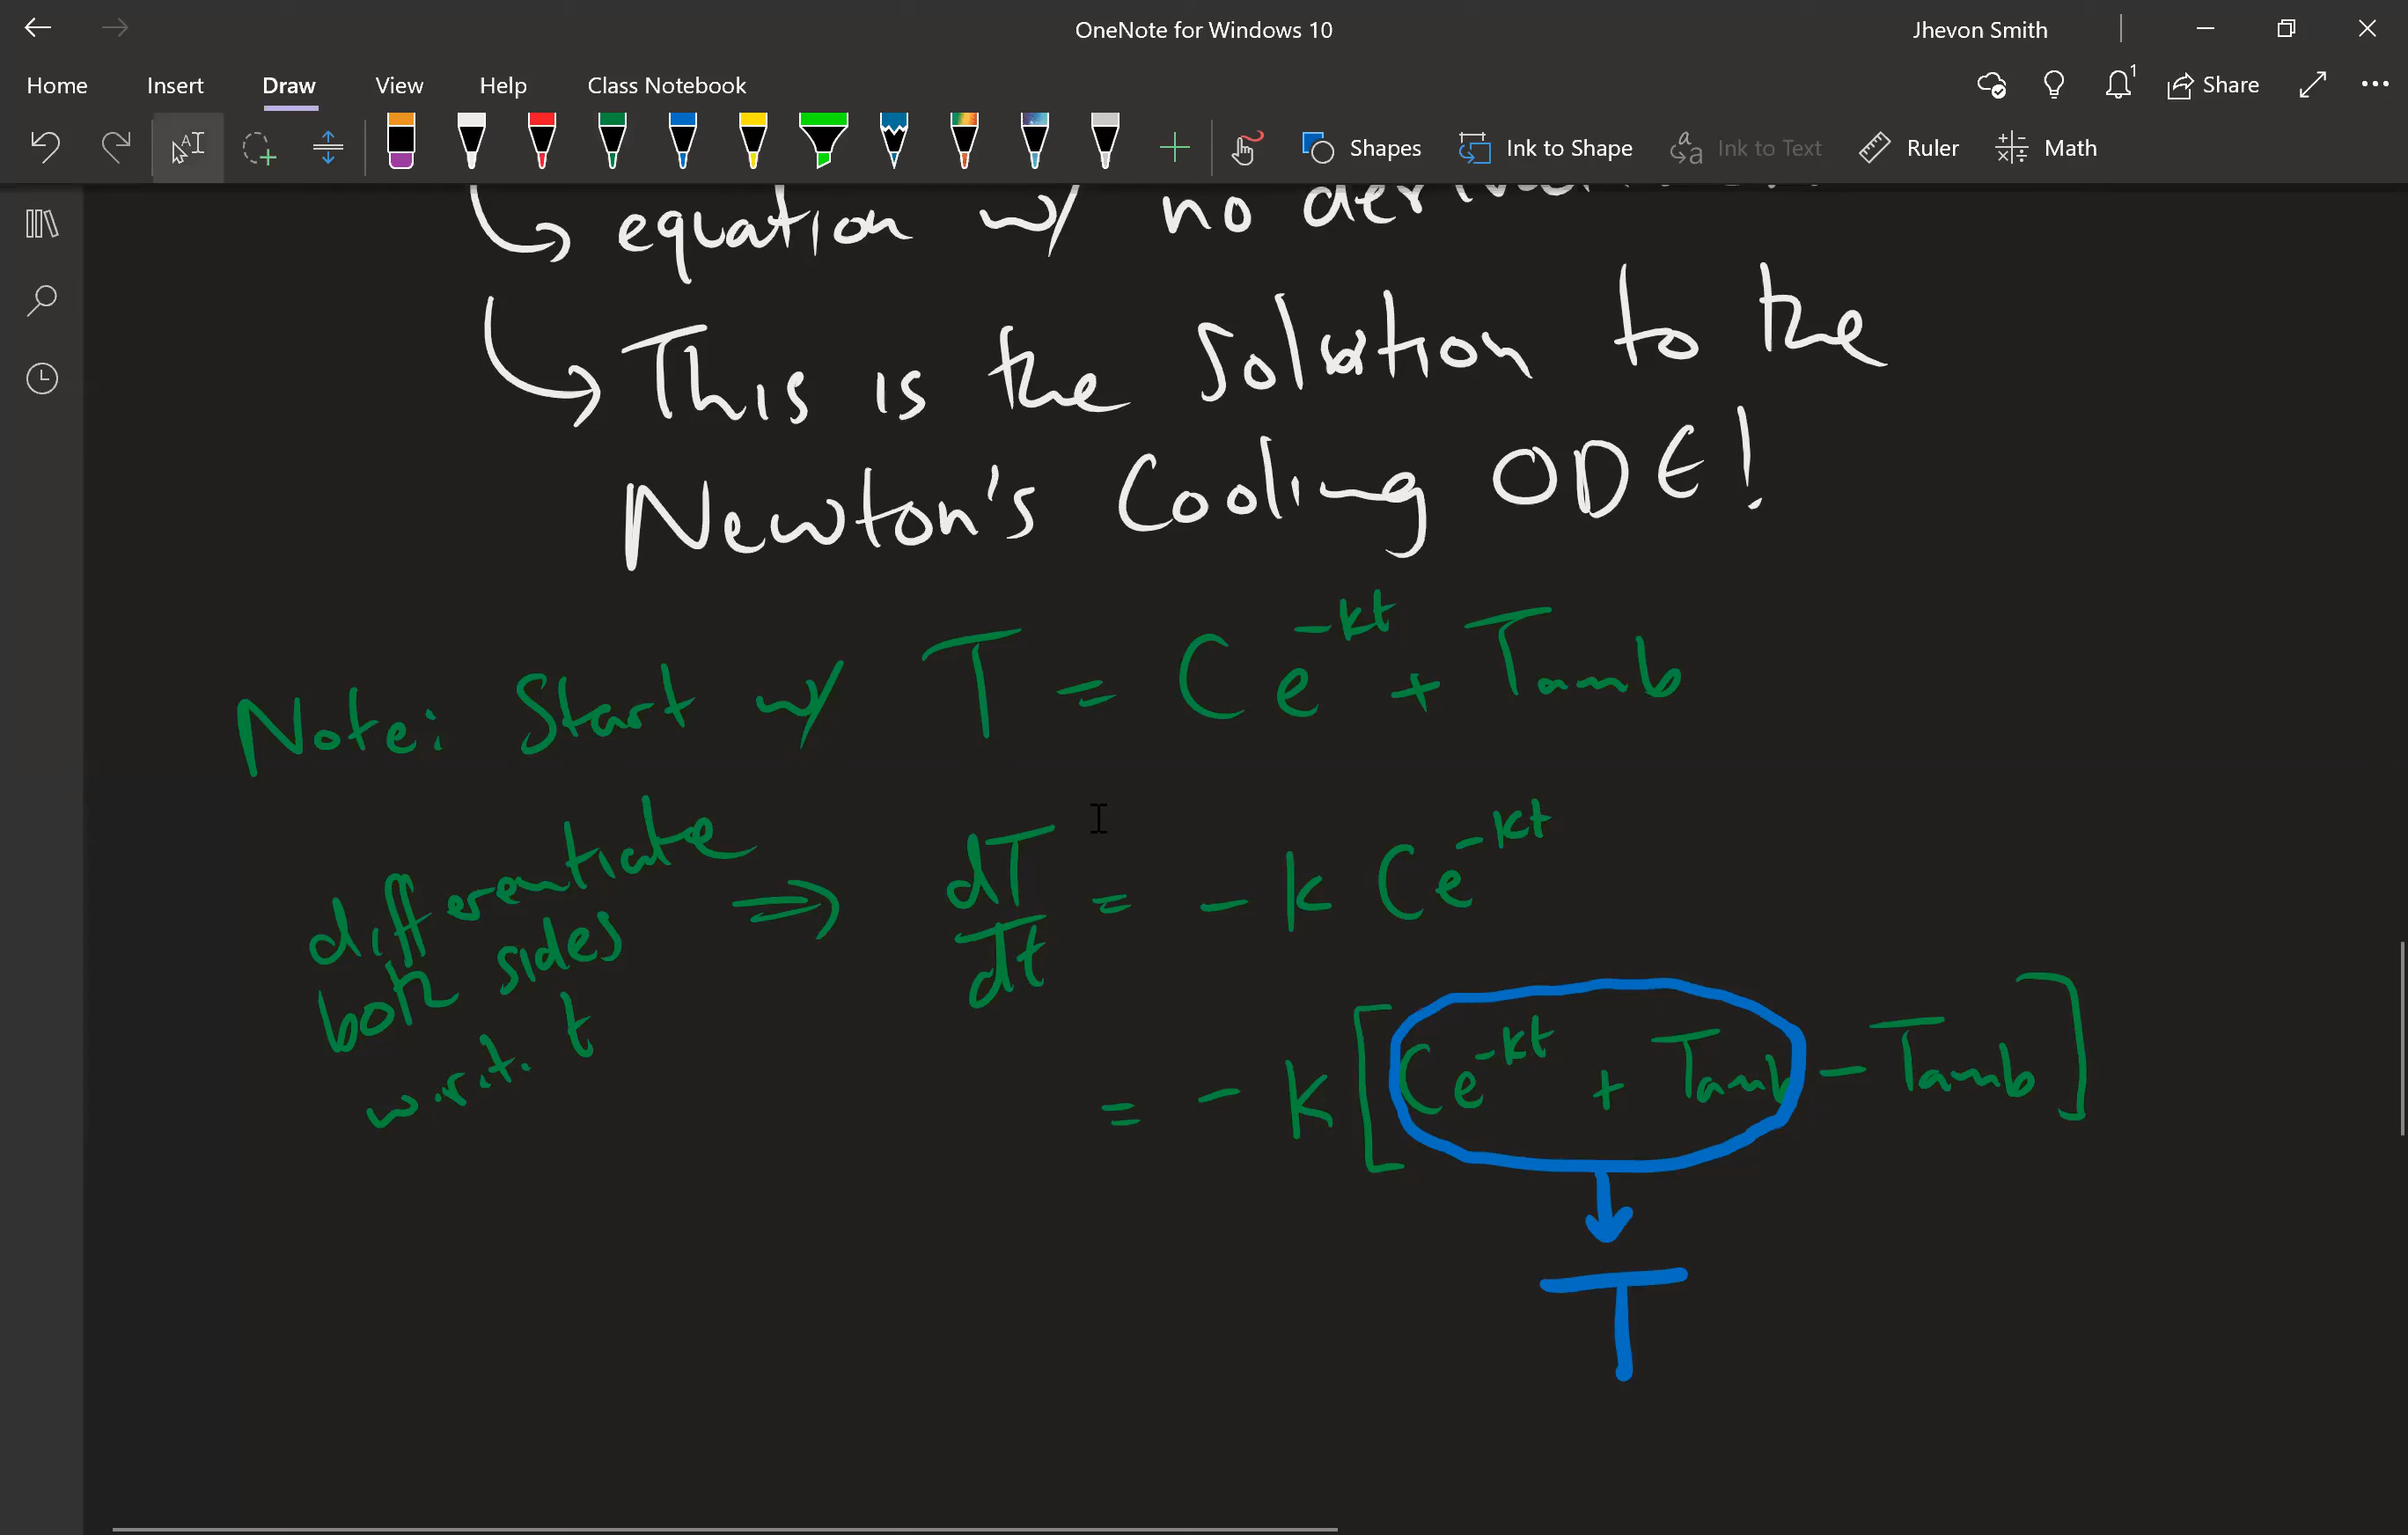 OneNote for Windows 10
Jhevon Smith
Home Insert Draw View Help Class Notebook
1 Share
Shapes Ink to Shape Ink to Text Ruler Math
↳ equation w/ no
↳ This is the solution to the
Newton's Cooling ODE!
Note: Start w/ T = Ce^{-kt} + Tamb
differentiate both sides w.r.t. t ⇒ dT/dt = -k Ce^{-kt}
= -k[Ce^{-kt} + Tamb - Tamb]
↓
T